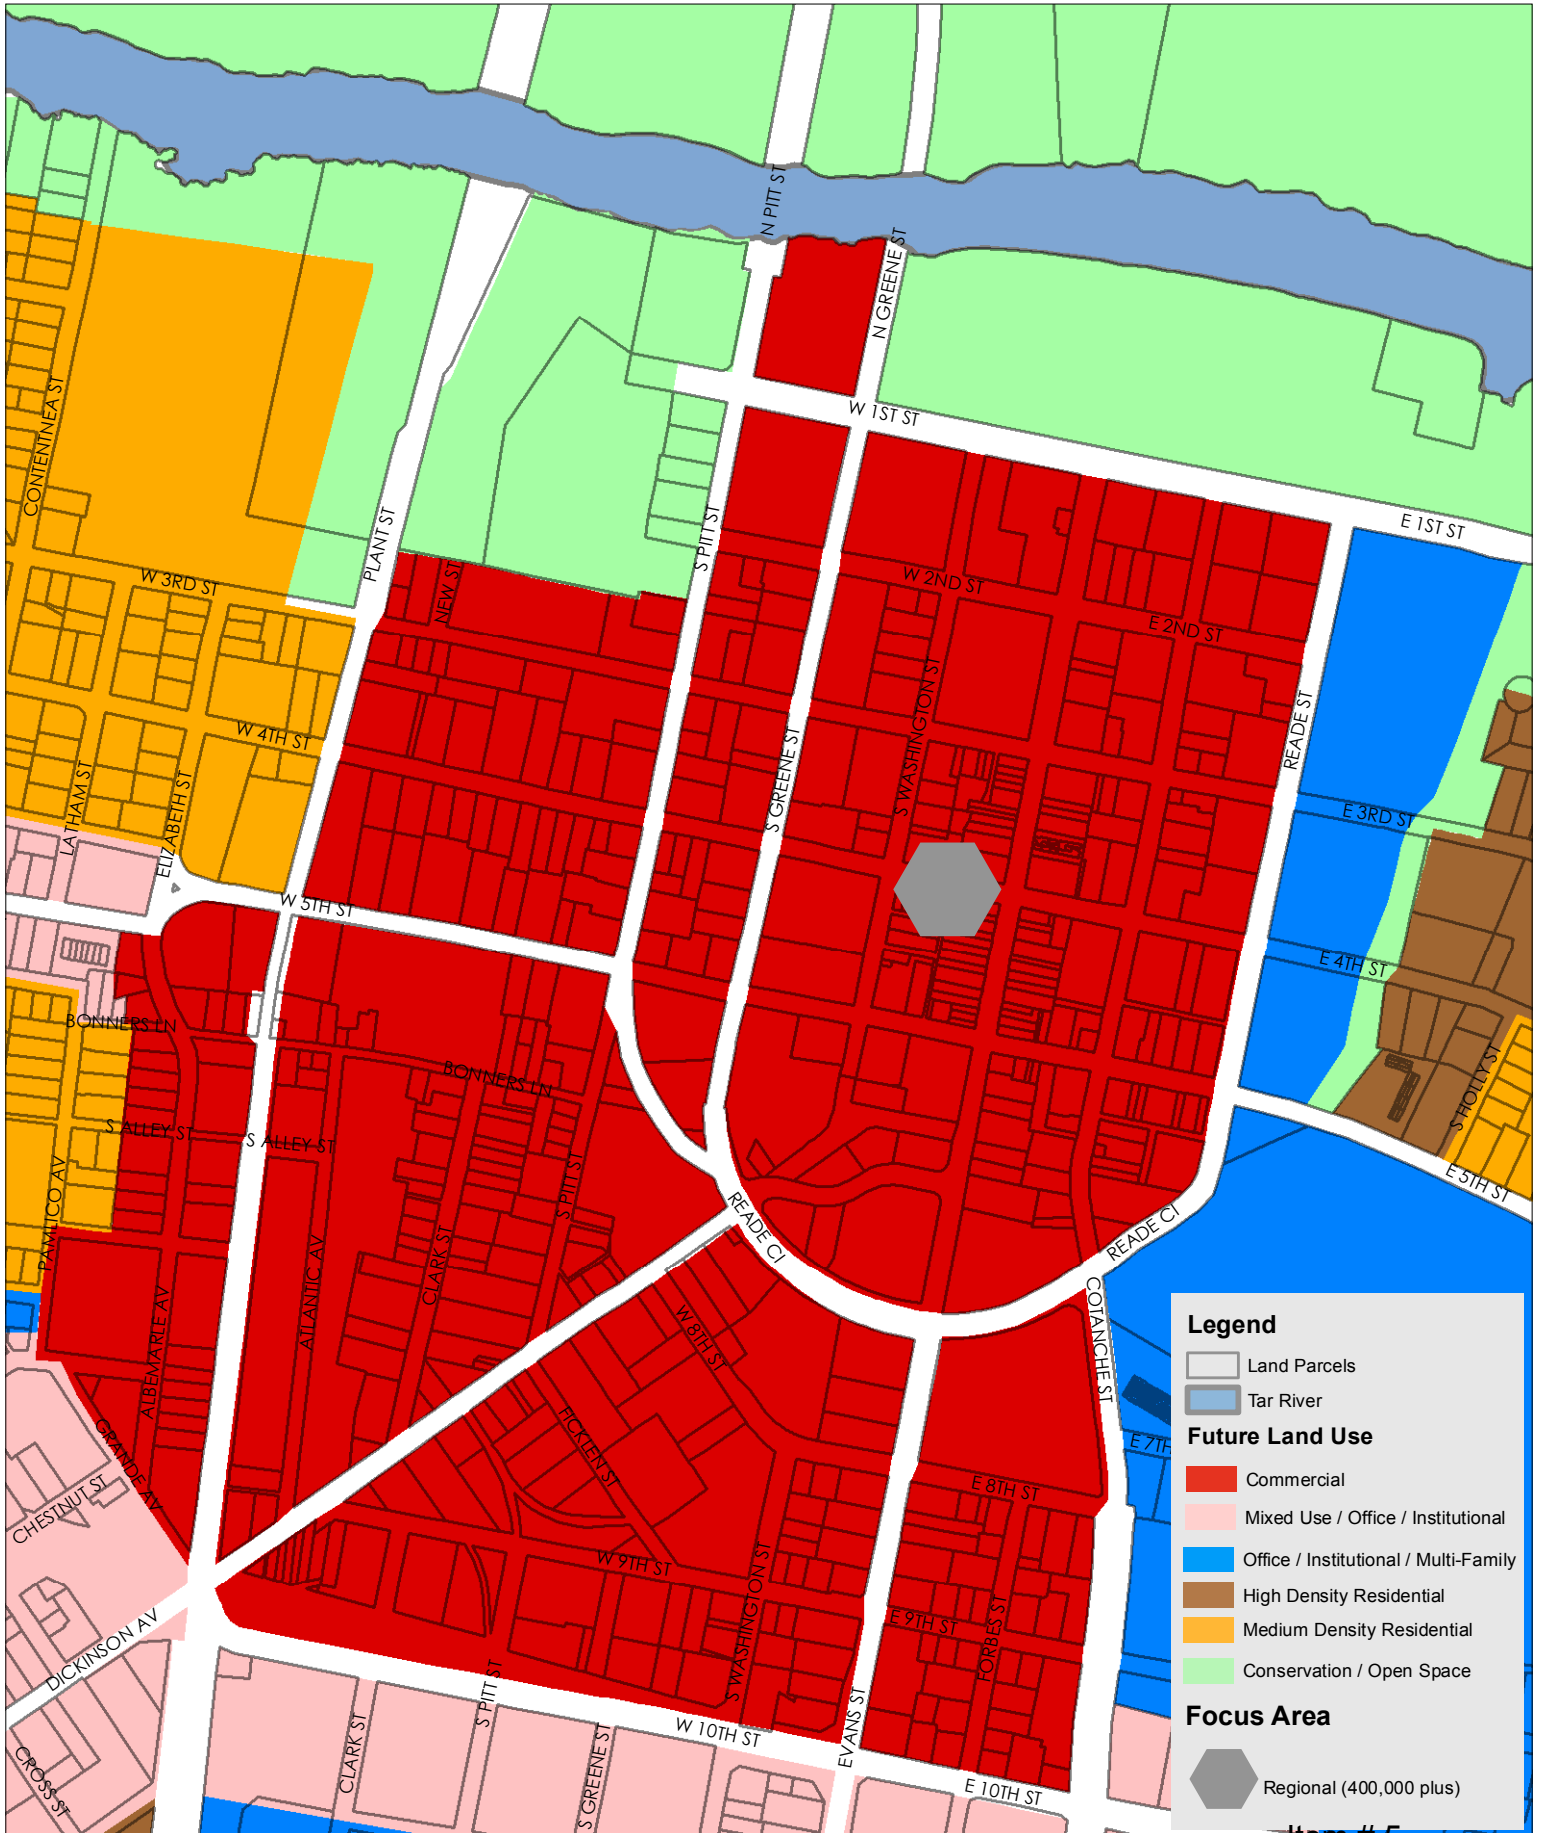 N PITT ST
N GREENE ST
W 1ST ST
E 1ST ST
CONTENTNEA ST
PLANT ST
S PITT ST
W 3RD ST
NEW ST
W 2ND ST
E 2ND ST
W 4TH ST
S WASHINGTON ST
READE ST
S GREENE ST
LATHAM ST
ELIZABETH ST
E 3RD ST
W 5TH ST
E 4TH ST
BONNERS LN
BONNERS LN
S HOLLY ST
S ALLEY ST
S ALLEY ST
E 5TH ST
PAMLICO AV
S PITT ST
READE CI
READE CI
CLARK ST
ATLANTIC AV
ALBEMARLE AV
W 8TH ST
COTANCHE ST
FICKLEN ST
GRANDE AV
CHESTNUT ST
E 7TH
E 8TH ST
W 9TH ST
S WASHINGTON ST
E 9TH ST
FORBES ST
DICKINSON AV
S PITT ST
W 10TH ST
EVANS ST
E 10TH ST
CLARK ST
S GREENE ST
CROSS ST
Legend
Land Parcels
Tar River
Future Land Use
Commercial
Mixed Use / Office / Institutional
Office / Institutional / Multi-Family
High Density Residential
Medium Density Residential
Conservation / Open Space
Focus Area
Regional (400,000 plus)
Item # 5